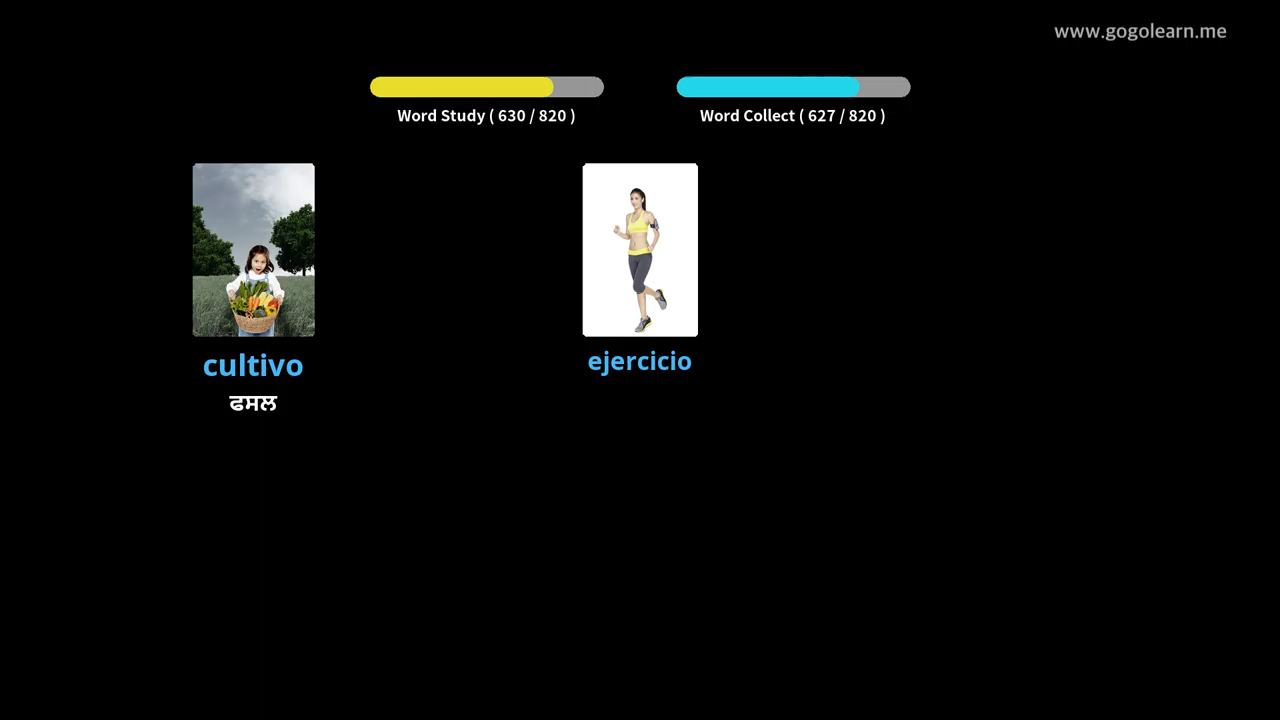 www.gogolearn.me
Word Study ( 630 / 820 )
Word Collect ( 627 / 820 )
cultivo
ejercicio
ਫਸਲ